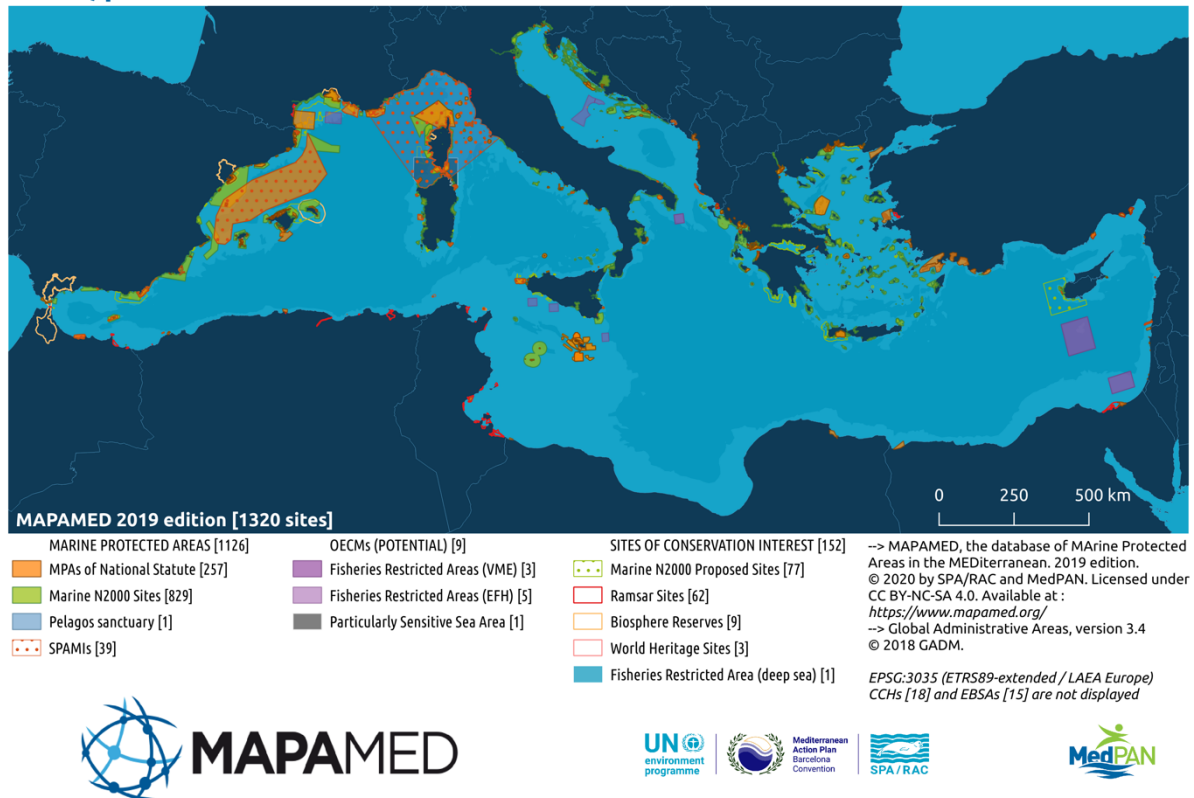 0 250 500 km
MAPAMED 2019 edition [1320 sites]
MARINE PROTECTED AREAS [1126]
MPAs of National Statute [257]
Marine N2000 Sites [829]
Pelagos sanctuary [1]
SPAMIs [39]
OECMs (POTENTIAL) [9]
Fisheries Restricted Areas (VME) [3]
Fisheries Restricted Areas (EFH) [5]
Particularly Sensitive Sea Area [1]
SITES OF CONSERVATION INTEREST [152]
Marine N2000 Proposed Sites [77]
Ramsar Sites [62]
Biosphere Reserves [9]
World Heritage Sites [3]
Fisheries Restricted Area (deep sea) [1]
--> MAPAMED, the database of MArine Protected
Areas in the MEDiterranean. 2019 edition.
© 2020 by SPA/RAC and MedPAN. Licensed under
CC BY-NC-SA 4.0. Available at :
https://www.mapamed.org/
--> Global Administrative Areas, version 3.4
© 2018 GADM.
EPSG:3035 (ETRS89-extended / LAEA Europe)
CCHs [18] and EBSAs [15] are not displayed
MAPAMED
UN
environment
programme
Mediterranean
Action Plan
Barcelona
Convention
SPA/RAC
MedPAN